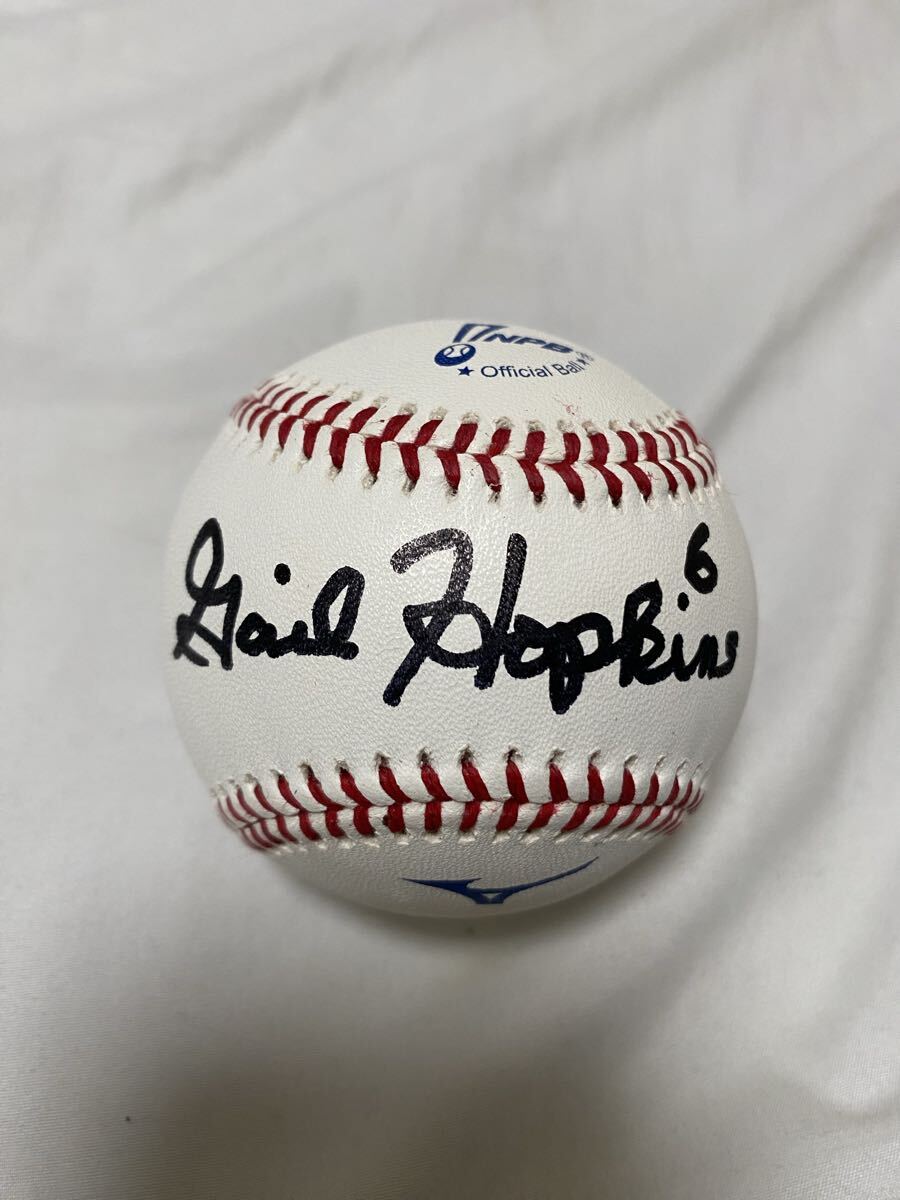 NPB
★ Official Ball ★
6
Gail Hopkins